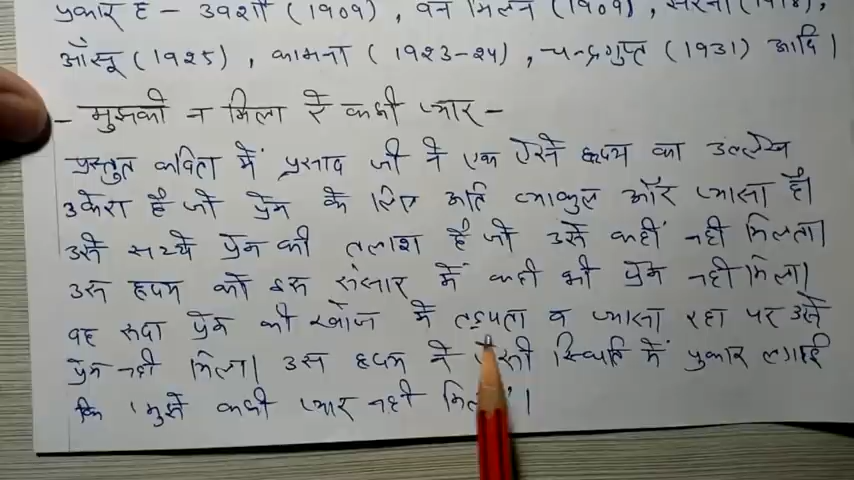 प्रकार है - उर्वशी (1909), वन मिलन (1909), झरना (1918),
आँसू (1925), कामना (1923-24), चन्द्रगुप्त (1931) आदि।
- मुझको न मिला रे कभी प्यार -
प्रस्तुत कविता में प्रसाद जी ने एक ऐसे हृदय का उल्लेख
उकेरा है जो प्रेम के लिए अति व्याकुल और प्यासा है।
उसे सच्चे प्रेम की तलाश है जो उसे कहीं नही मिलता।
उस हृदय को इस संसार में कही भी प्रेम नही मिला।
वह सदा प्रेम की खोज में तड़पता व प्यासा रहा पर उसे
प्रेम नही मिला। उस हृदय ने स्थिति में पुकार लगाई
कि 'मुझे कभी प्यार नही